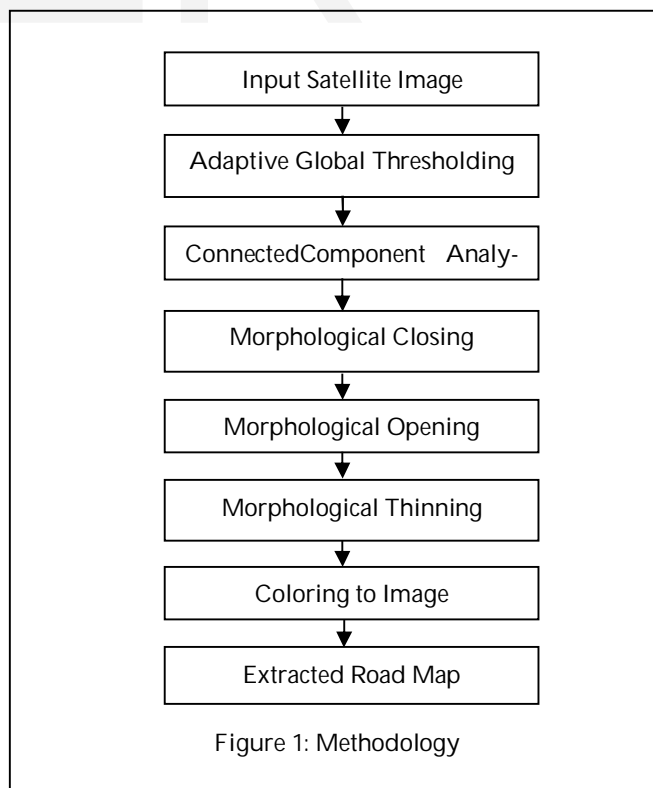 Input Satellite Image
Adaptive Global Thresholding
ConnectedComponent Analy-
Morphological Closing
Morphological Opening
Morphological Thinning
Coloring to Image
Extracted Road Map
Figure 1: Methodology